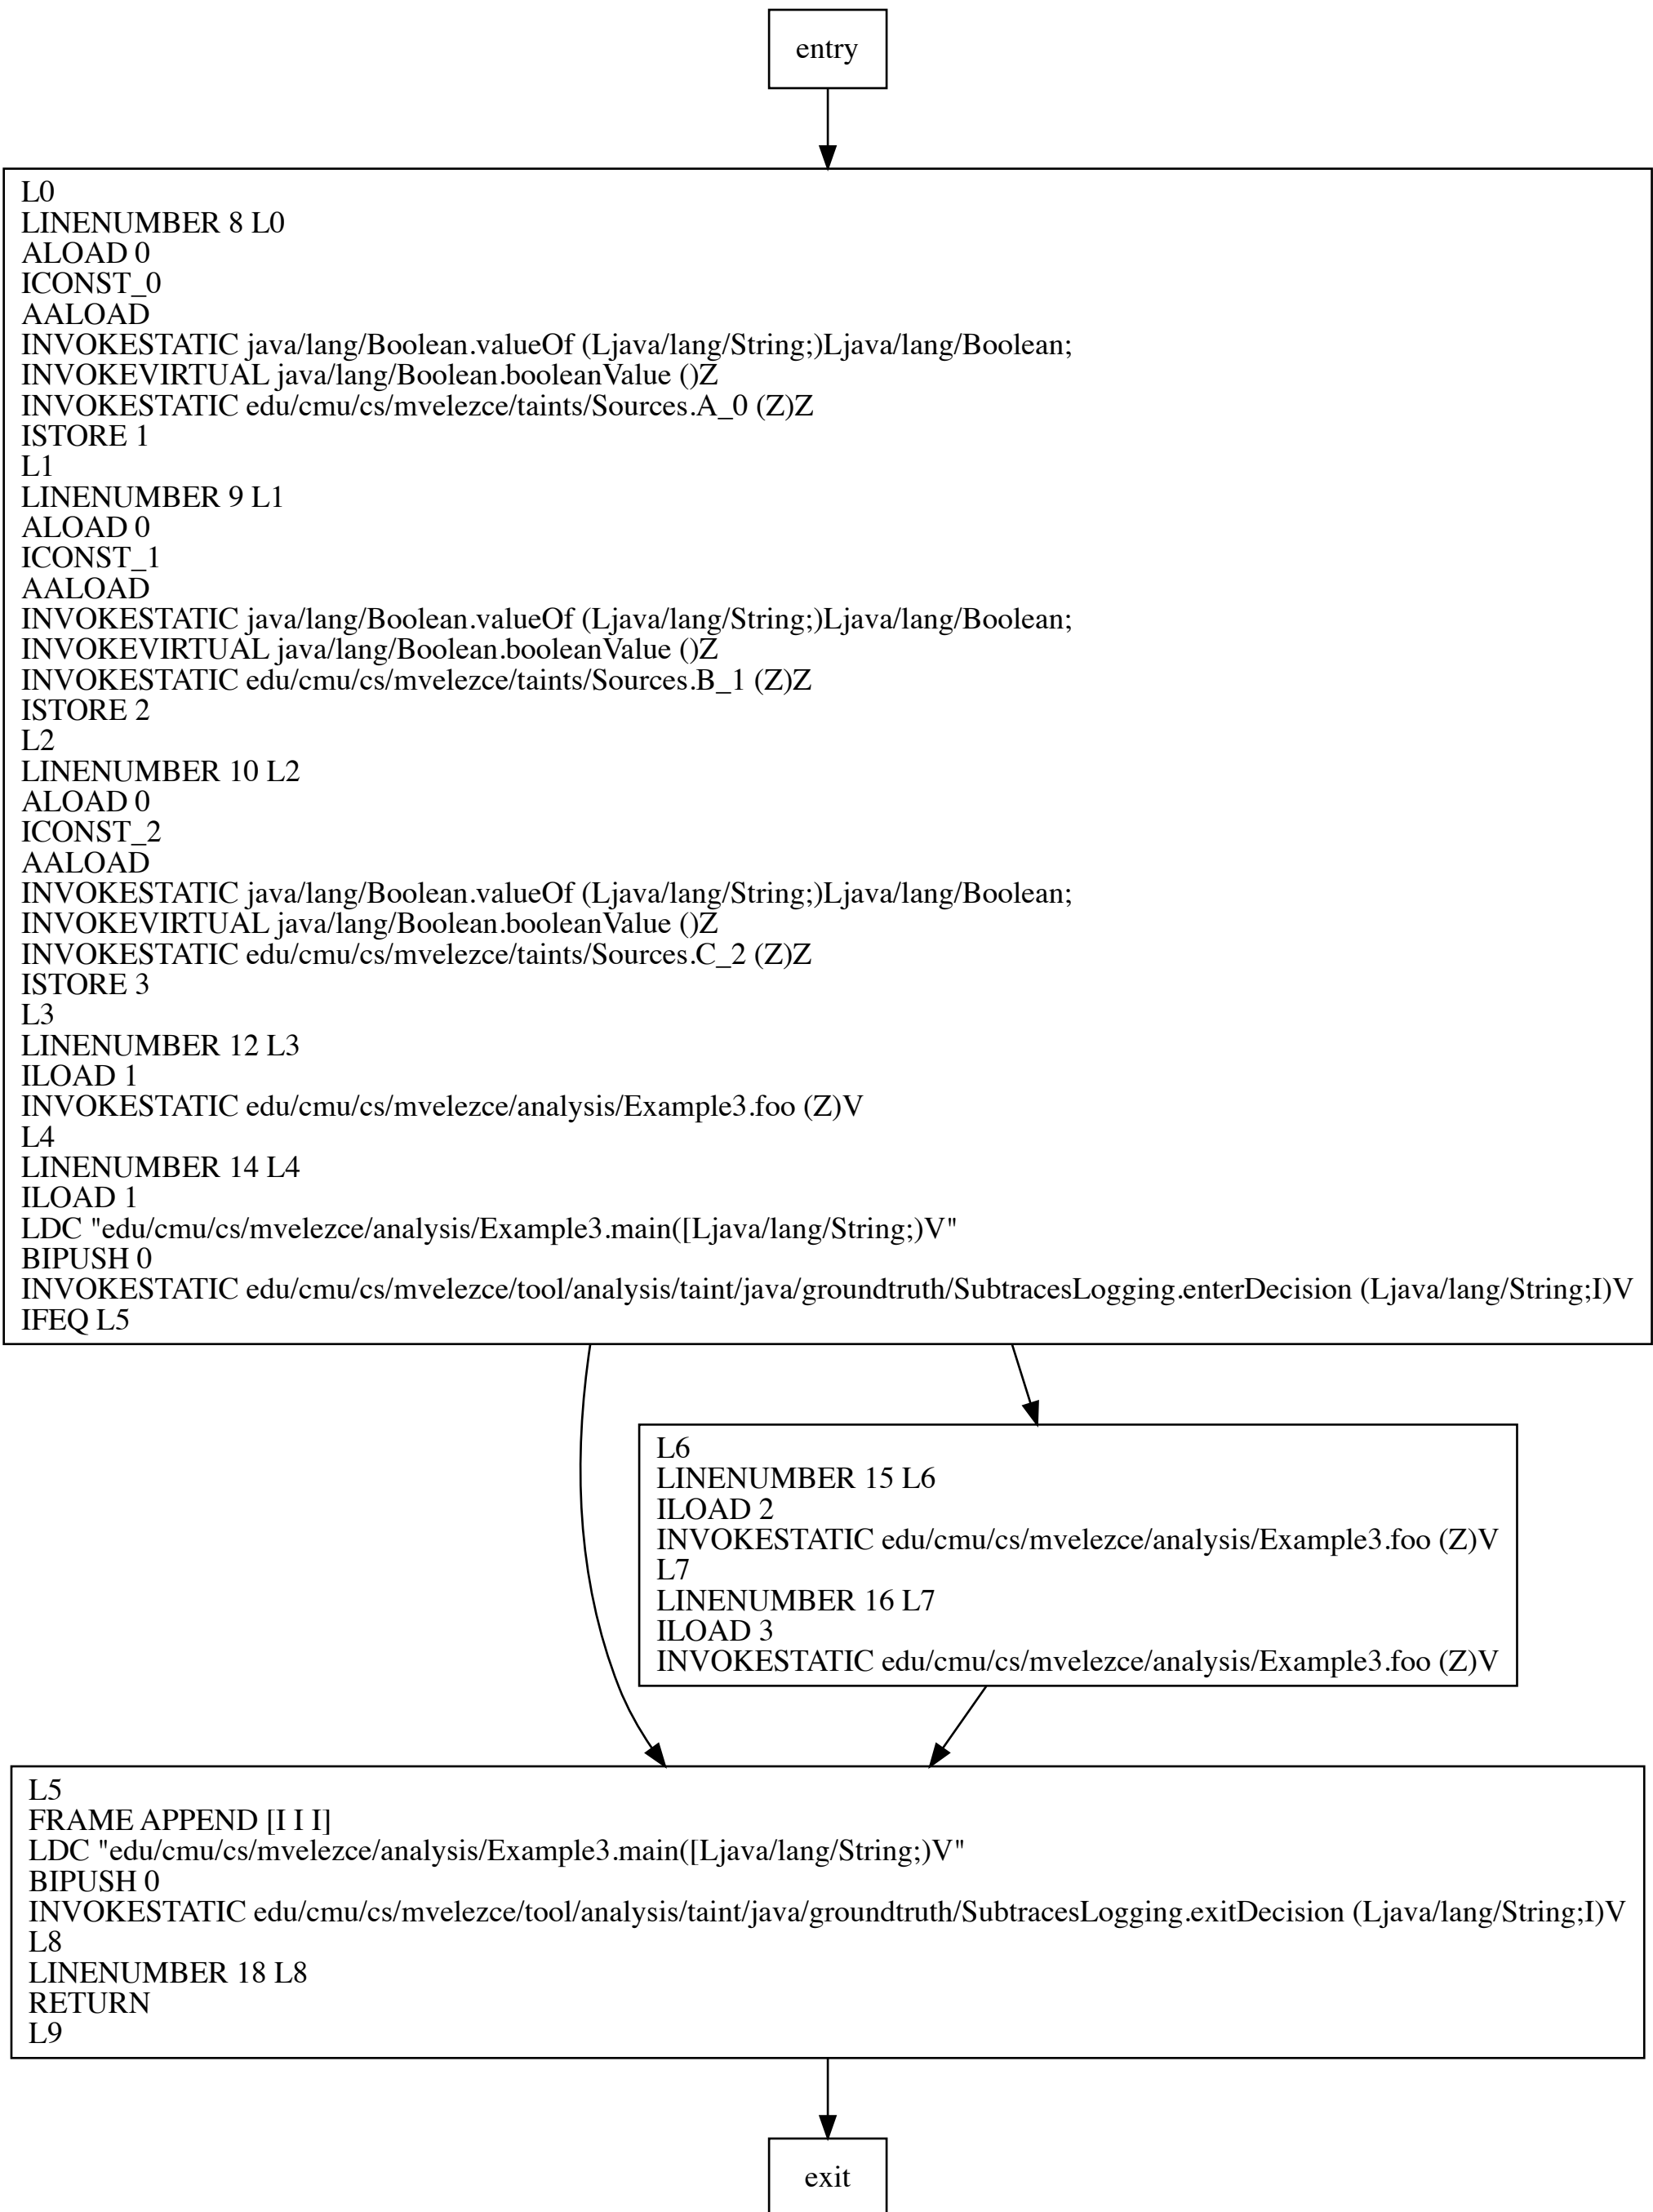 entry
L0
LINENUMBER 8 L0
ALOAD 0
ICONST_0
AALOAD
INVOKESTATIC java/lang/Boolean.valueOf (Ljava/lang/String;)Ljava/lang/Boolean;
INVOKEVIRTUAL java/lang/Boolean.booleanValue ()Z
INVOKESTATIC edu/cmu/cs/mvelezce/taints/Sources.A_0 (Z)Z
ISTORE 1
L1
LINENUMBER 9 L1
ALOAD 0
ICONST_1
AALOAD
INVOKESTATIC java/lang/Boolean.valueOf (Ljava/lang/String;)Ljava/lang/Boolean;
INVOKEVIRTUAL java/lang/Boolean.booleanValue ()Z
INVOKESTATIC edu/cmu/cs/mvelezce/taints/Sources.B_1 (Z)Z
ISTORE 2
L2
LINENUMBER 10 L2
ALOAD 0
ICONST_2
AALOAD
INVOKESTATIC java/lang/Boolean.valueOf (Ljava/lang/String;)Ljava/lang/Boolean;
INVOKEVIRTUAL java/lang/Boolean.booleanValue ()Z
INVOKESTATIC edu/cmu/cs/mvelezce/taints/Sources.C_2 (Z)Z
ISTORE 3
L3
LINENUMBER 12 L3
ILOAD 1
INVOKESTATIC edu/cmu/cs/mvelezce/analysis/Example3.foo (Z)V
L4
LINENUMBER 14 L4
ILOAD 1
LDC "edu/cmu/cs/mvelezce/analysis/Example3.main([Ljava/lang/String;)V"
BIPUSH 0
INVOKESTATIC edu/cmu/cs/mvelezce/tool/analysis/taint/java/groundtruth/SubtracesLogging.enterDecision (Ljava/lang/String;I)V
IFEQ L5
L6
LINENUMBER 15 L6
ILOAD 2
INVOKESTATIC edu/cmu/cs/mvelezce/analysis/Example3.foo (Z)V
L7
LINENUMBER 16 L7
ILOAD 3
INVOKESTATIC edu/cmu/cs/mvelezce/analysis/Example3.foo (Z)V
L5
FRAME APPEND [I I I]
LDC "edu/cmu/cs/mvelezce/analysis/Example3.main([Ljava/lang/String;)V"
BIPUSH 0
INVOKESTATIC edu/cmu/cs/mvelezce/tool/analysis/taint/java/groundtruth/SubtracesLogging.exitDecision (Ljava/lang/String;I)V
L8
LINENUMBER 18 L8
RETURN
L9
exit